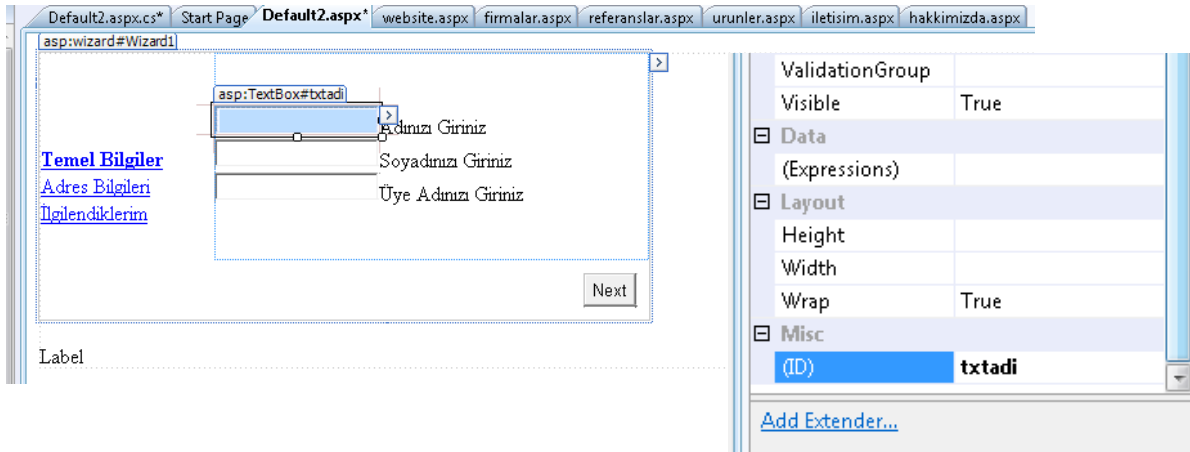 Default2.aspx.cs* Start Page Default2.aspx* website.aspx firmalar.aspx referanslar.aspx urunler.aspx iletisim.aspx hakkimizda.aspx
asp:wizard#Wizard1
asp:TextBox#txtadi
Adınızı Giriniz
Temel Bilgiler
Soyadınızı Giriniz
Adres Bilgileri
Üye Adınızı Giriniz
İlgilendiklerim
Next
Label
ValidationGroup
Visible True
Data
(Expressions)
Layout
Height
Width
Wrap True
Misc
(ID) txtadi
Add Extender...